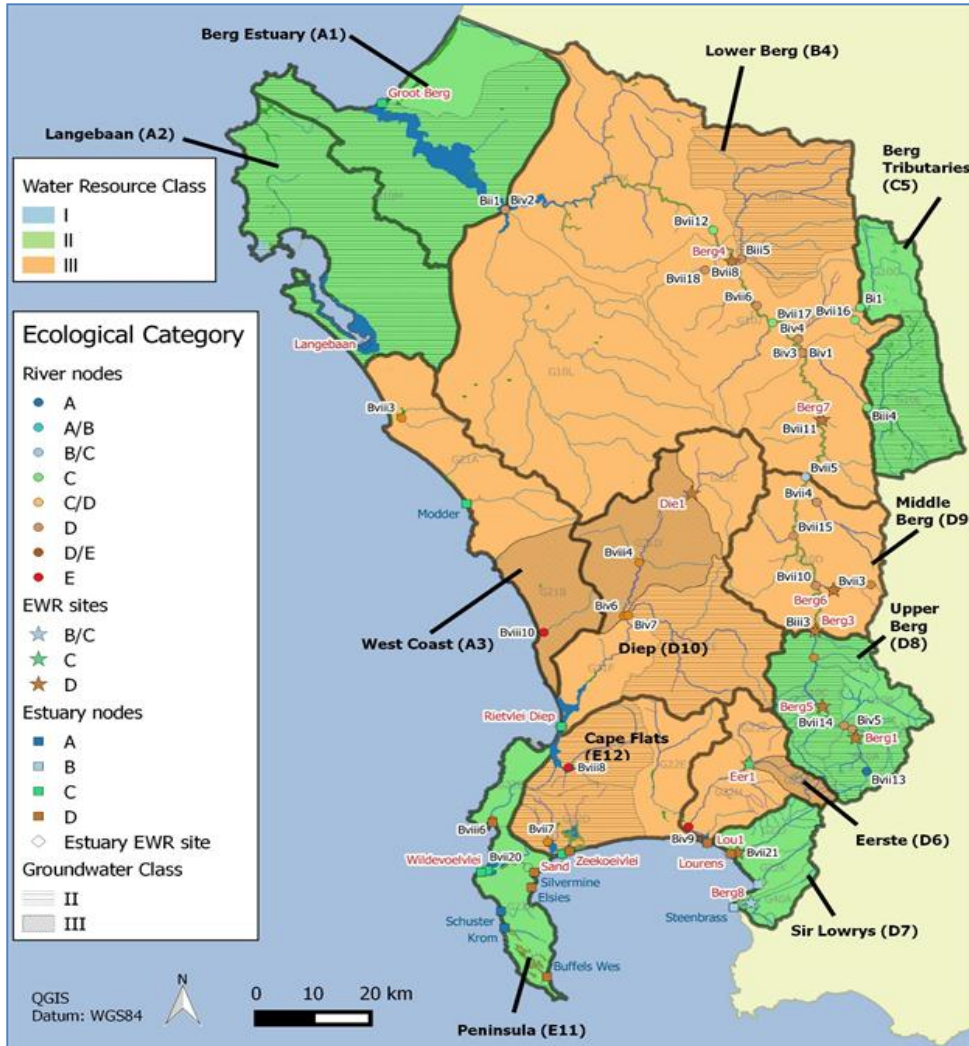 Berg Estuary (A1)
Lower Berg (B4)
Groot Berg
Langebaan (A2)
Berg
Tributaries
(C5)
Water Resource Class
I
II
III
Bii1
Biv2
Bvii12
Berg4
Biii5
Bvii18
Bvii8
Bvii6
Bvii17
Bvii16
Bi1
Biv4
Biv3
Biv1
Ecological Category
River nodes
A
A/B
B/C
C
C/D
D
D/E
E
EWR sites
B/C
C
D
Estuary nodes
A
B
C
D
Estuary EWR site
Groundwater Class
II
III
Langebaan
G10L
Bviii3
G21A
Berg7
Bvii11
Biii4
Bvii5
Modder
Die1
Bvii4
Middle
Berg (D9
Bvii15
Bviii4
Bvii10
Bvii3
Berg6
Biv6
Biv7
Biii3
Berg3
Bviii10
West Coast (A3)
Diep (D10)
Upper
Berg (D8)
Rietvlei Diep
Berg5
Bvii14
Biv5
Berg1
Cape Flats
(E12)
Bviii8
Eer1
Bvii13
Bviii6
Bvii7
Biv9
Lou1
Eerste (D6)
Wildevoelvlei
Bvii20
Zeekoeivlei
Sand
Lourens
Bvii21
Silvermine
Elsies
Berg8
Steenbrass
Schuster
Krom
Sir Lowrys (D7)
Buffels Wes
Peninsula (E11)
N
QGIS
Datum: WGS84
0 10 20 km